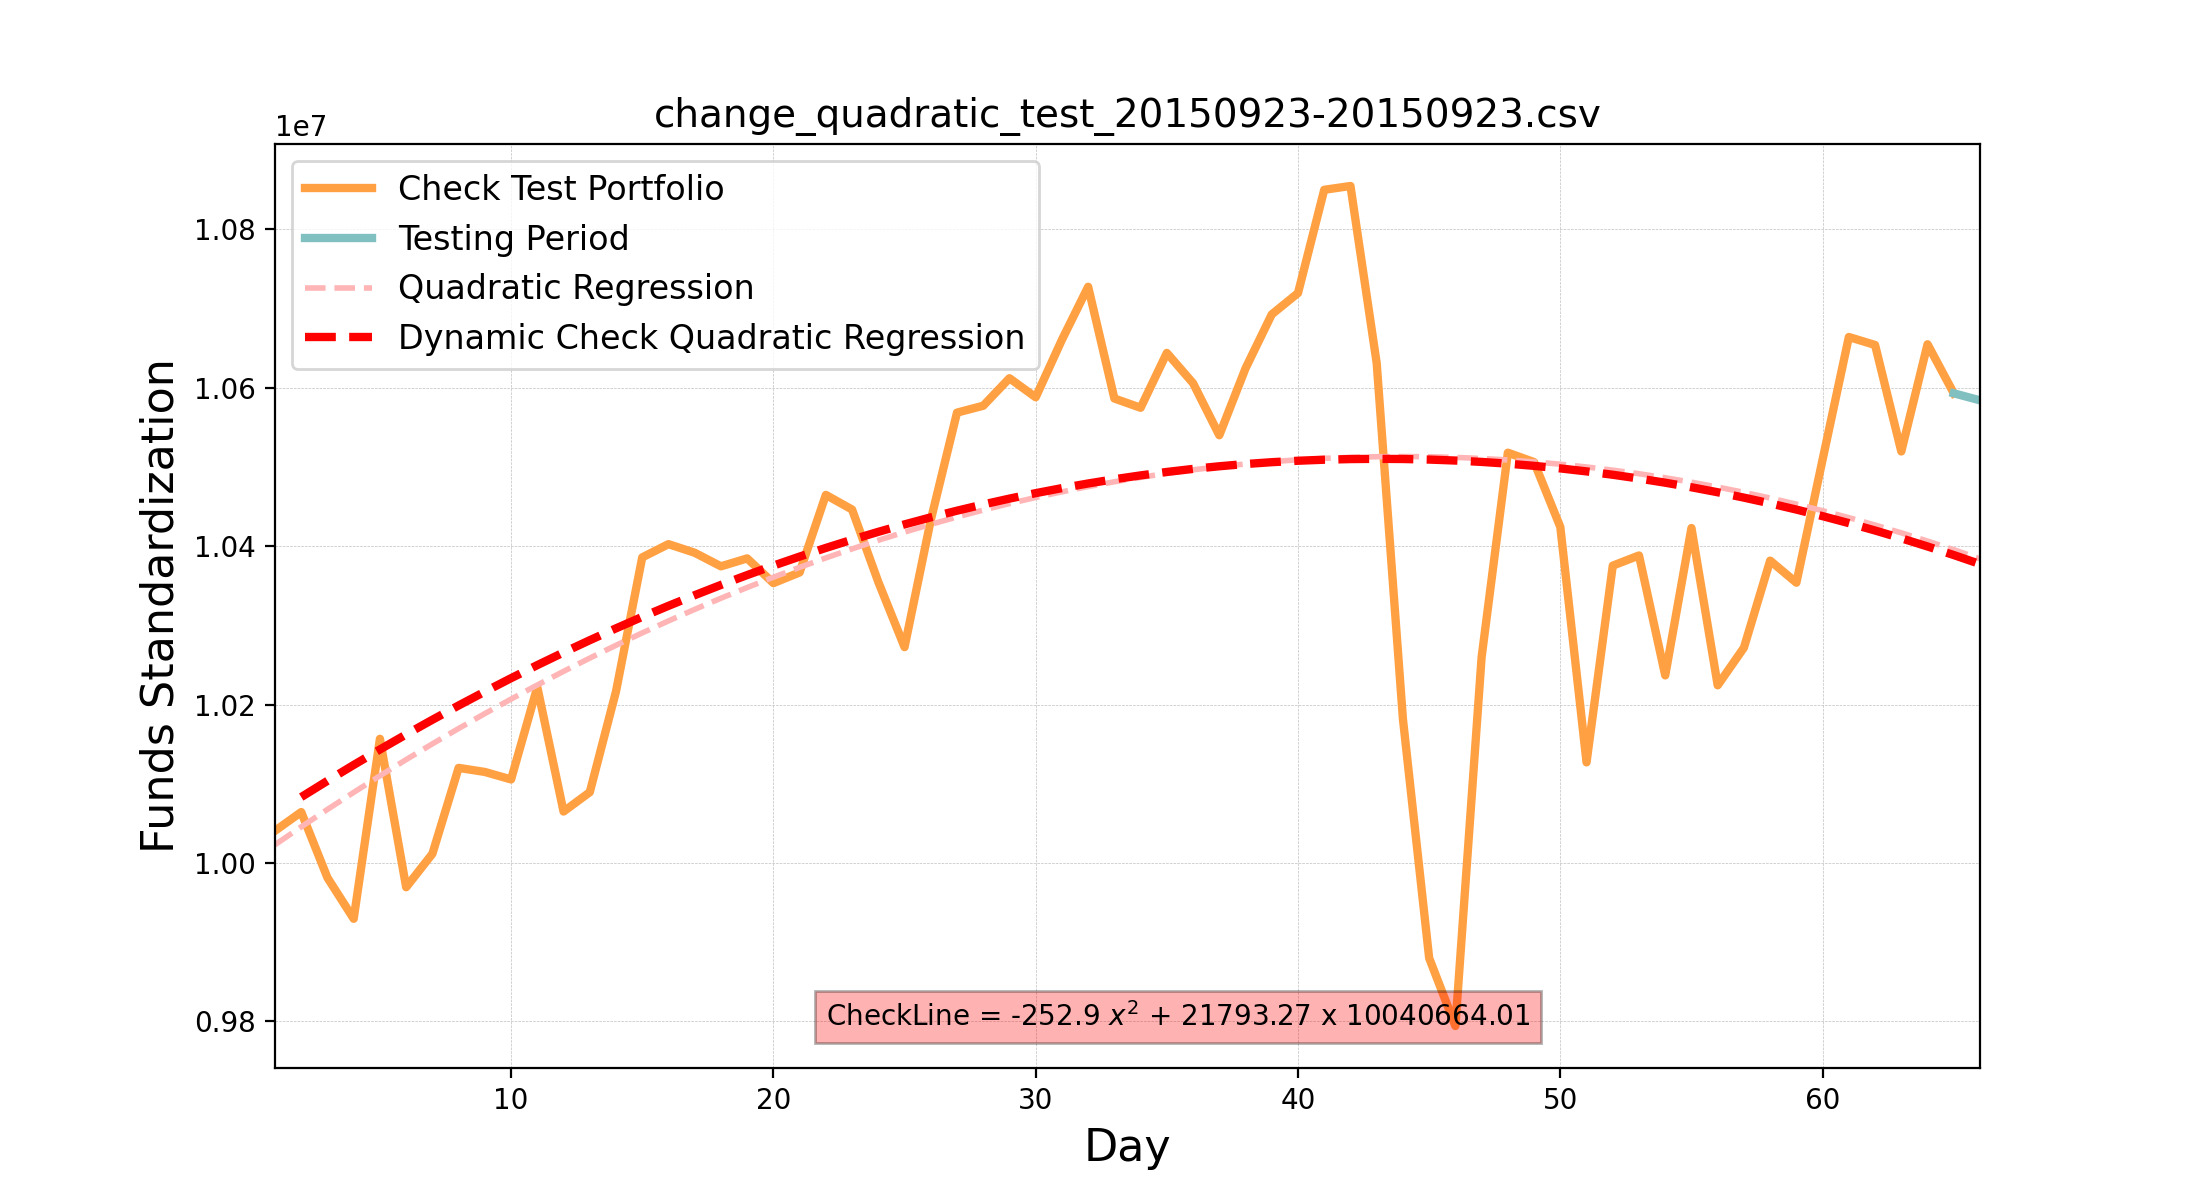 change_quadratic_test_20150923-20150923.csv
1e7
Check Test Portfolio
Testing Period
Quadratic Regression
Dynamic Check Quadratic Regression
1.08
1.06
1.04
1.02
1.00
0.98
Funds Standardization
CheckLine = -252.9 x² + 21793.27 x 10040664.01
10 20 30 40 50 60
Day